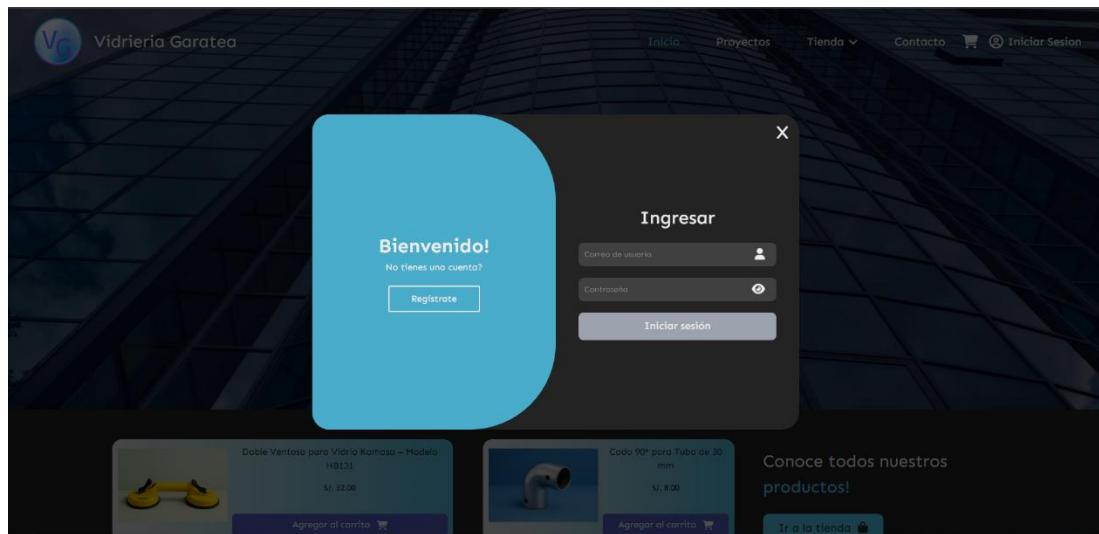 VG
Vidrieria Garatea
Inicio
Proyectos
Tienda
Contacto
Iniciar Sesion
X
Bienvenido!
No tienes una cuenta?
Regístrate
Ingresar
Correo de usuario
Contraseña
Iniciar sesión
Doble Ventosa para Vidrio Kamasa – Modelo
HB131
S/. 32.00
Agregar al carrito
Codo 90° para Tubo de 30
mm
S/. 8.00
Agregar al carrito
Conoce todos nuestros
productos!
Ir a la tienda